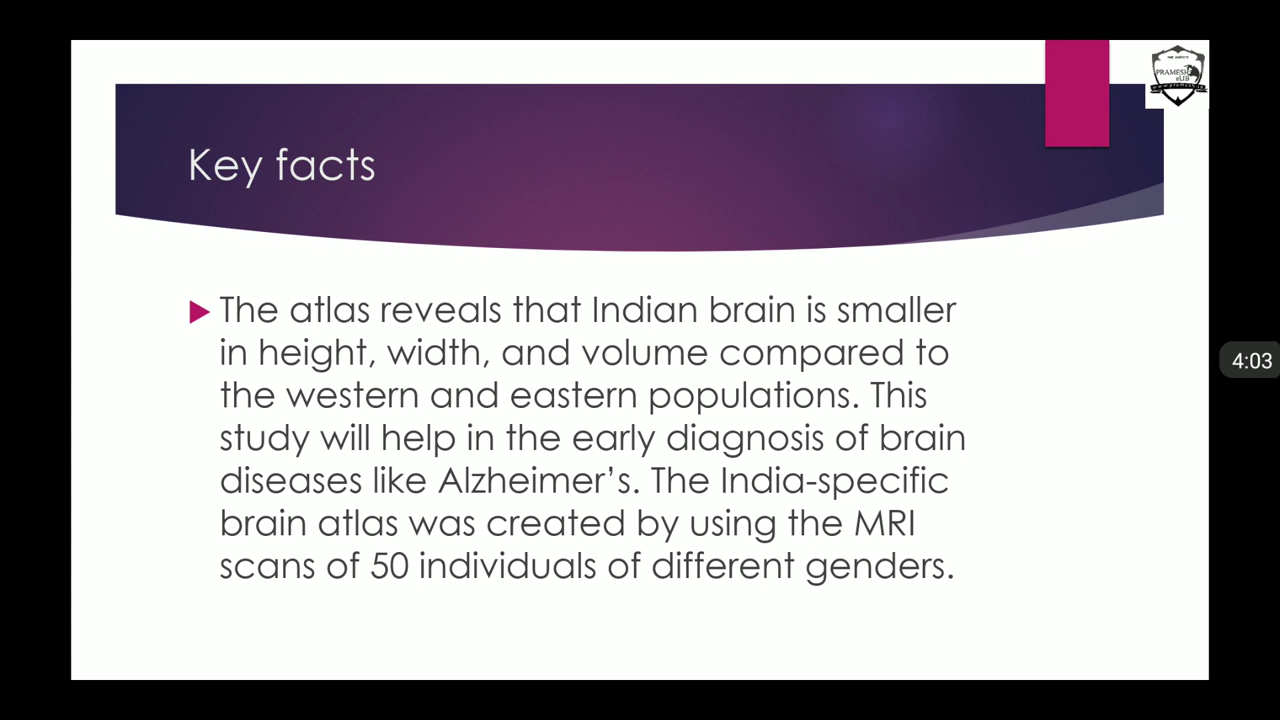 PRAMESH
eLIB
Key facts
The atlas reveals that Indian brain is smaller
in height, width, and volume compared to
the western and eastern populations. This
study will help in the early diagnosis of brain
diseases like Alzheimer’s. The India-specific
brain atlas was created by using the MRI
scans of 50 individuals of different genders.
4:03